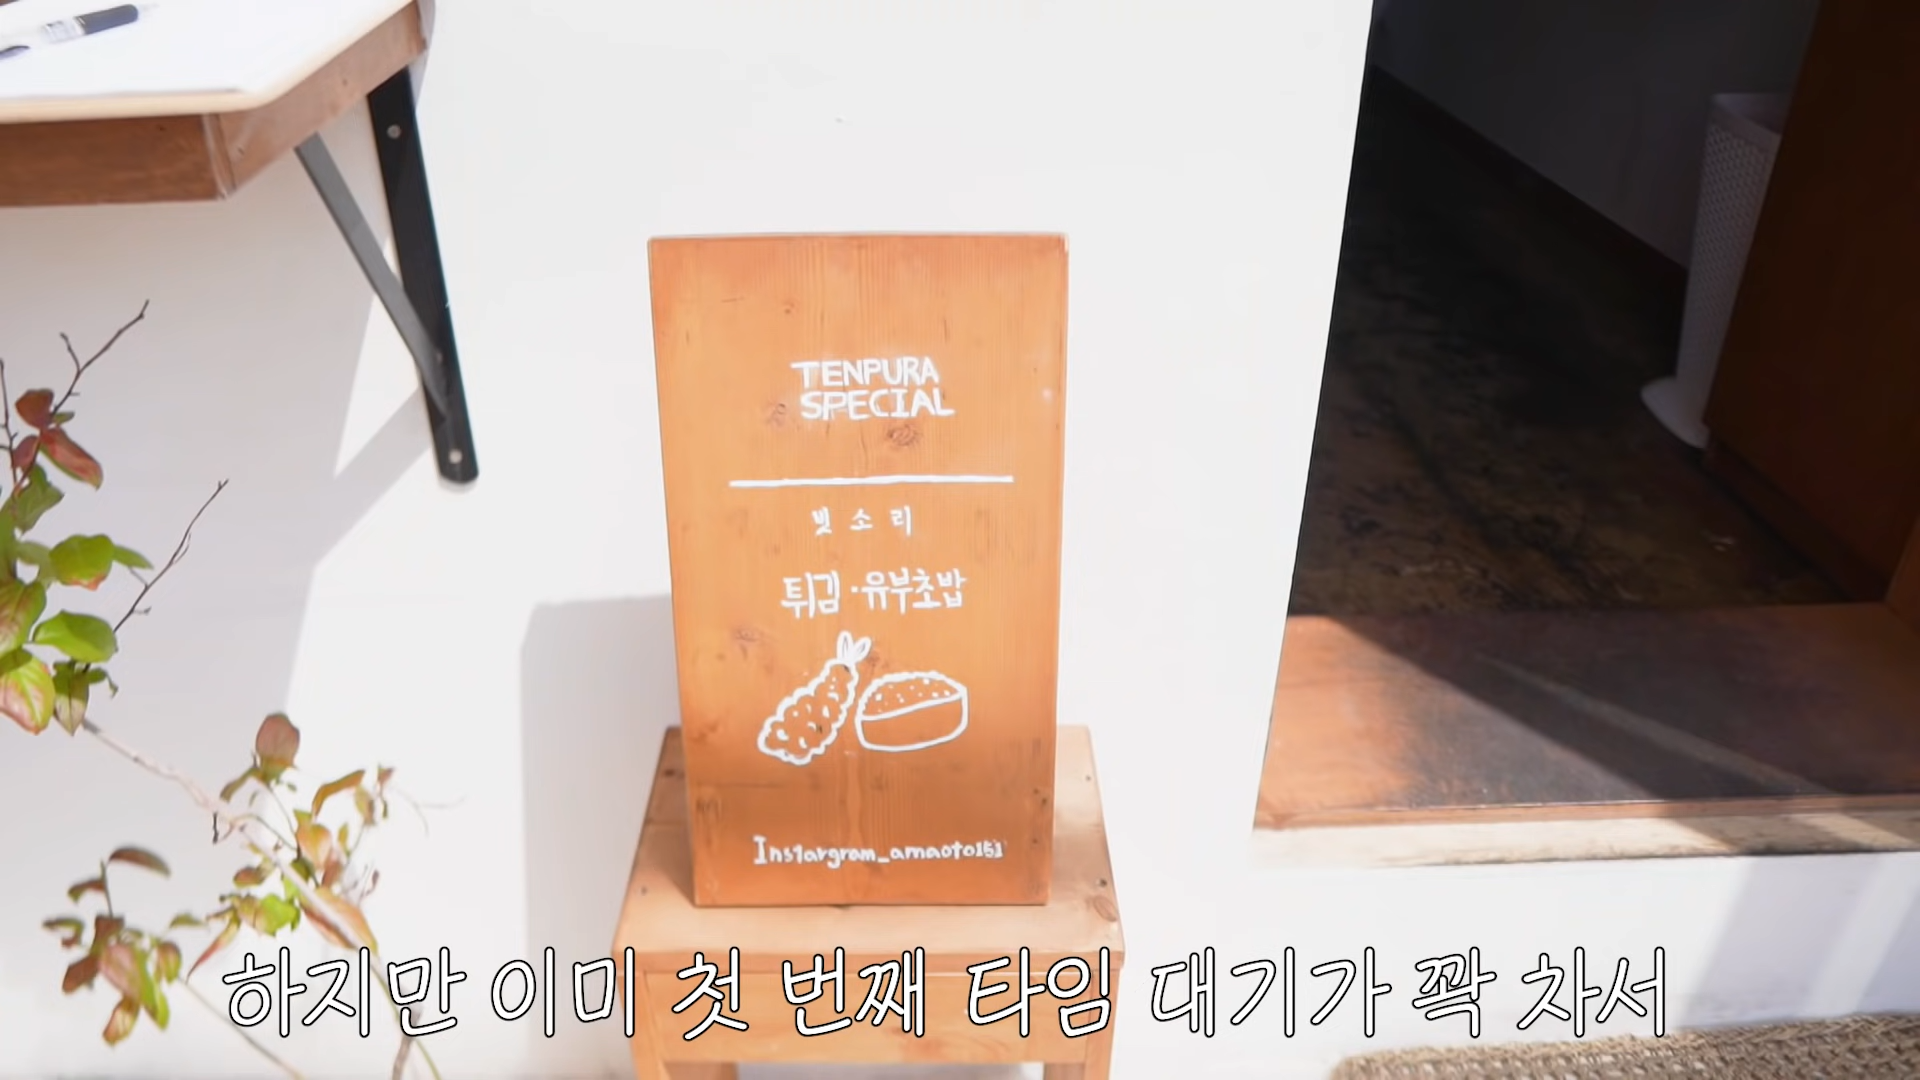 TENPURA
SPECIAL
빗소리
튀김·유부초밥
Instargram_amaoto151
하지만 이미 첫 번째 타임 대기가 꽉 차서